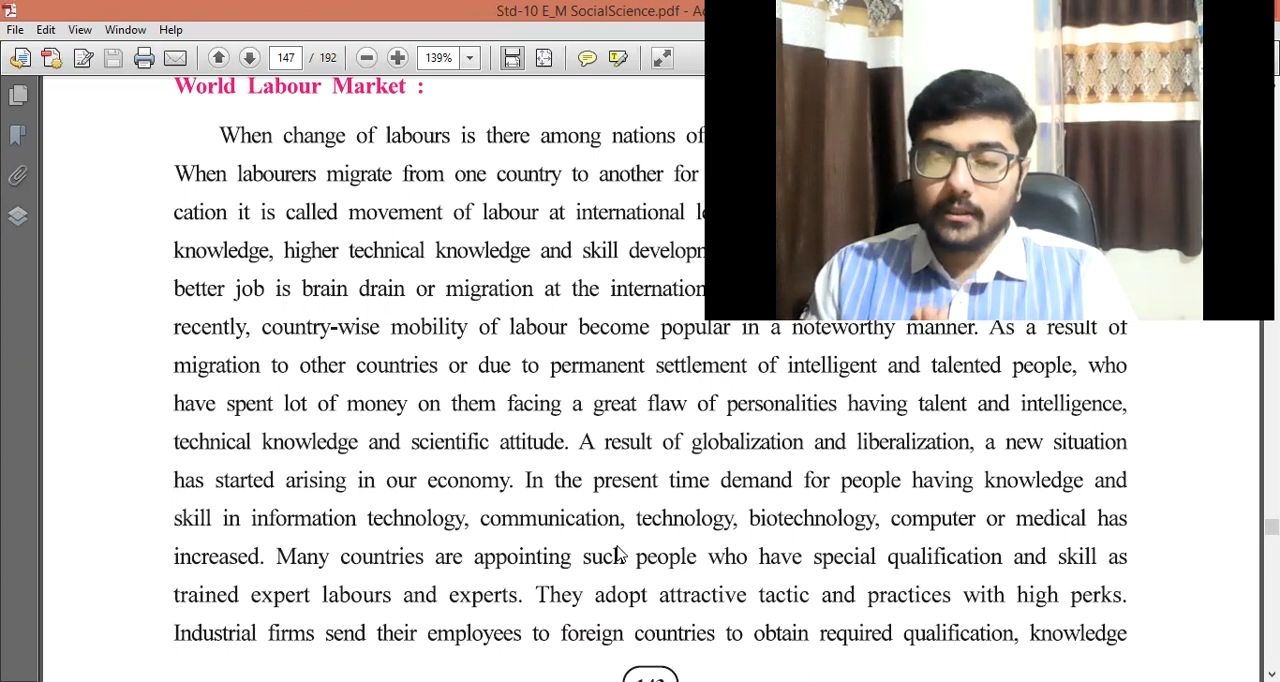 Std-10 E_M SocialScience.pdf - A
File Edit View Window Help
147 / 192 139%
World Labour Market :
When change of labours is there among nations of
When labourers migrate from one country to another for
cation it is called movement of labour at international
knowledge, higher technical knowledge and skill
better job is brain drain or migration at the
recently, country-wise mobility of labour become popular in a noteworthy manner. As a result of
migration to other countries or due to permanent settlement of intelligent and talented people, who
have spent lot of money on them facing a great flaw of personalities having talent and intelligence,
technical knowledge and scientific attitude. A result of globalization and liberalization, a new situation
has started arising in our economy. In the present time demand for people having knowledge and
skill in information technology, communication, technology, biotechnology, computer or medical has
increased. Many countries are appointing such people who have special qualification and skill as
trained expert labours and experts. They adopt attractive tactic and practices with high perks.
Industrial firms send their employees to foreign countries to obtain required qualification, knowledge